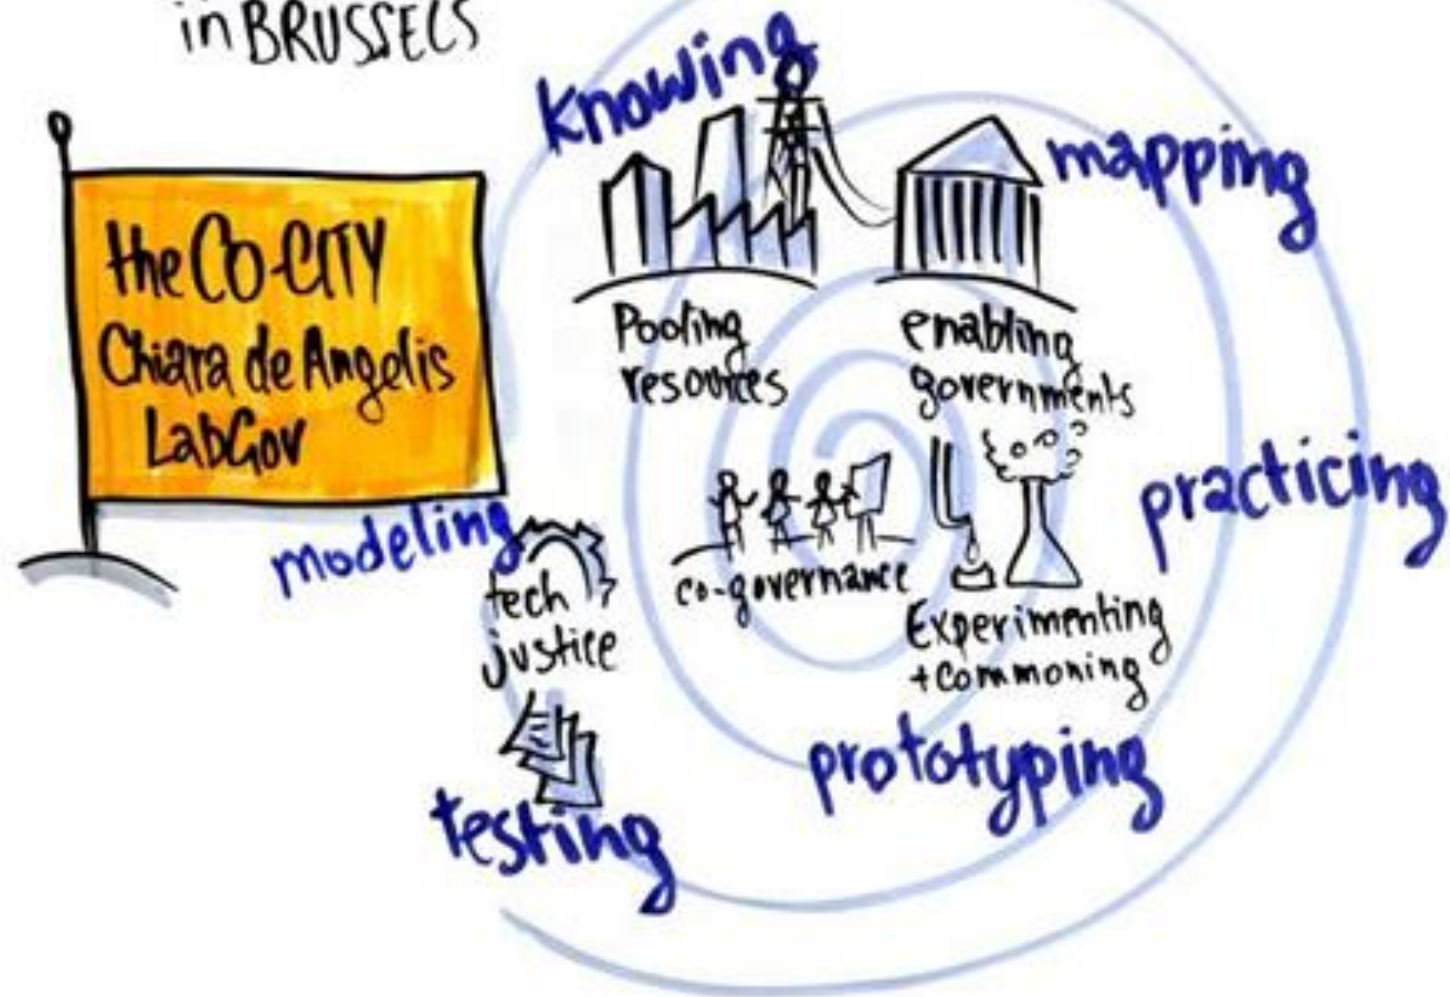 in BRUSSELS
the CO-CITY
Chiara de Angelis
LabGov
knowing
mapping
Pooling
resources
enabling
governments
practicing
modeling
tech
justice
co-governance
Experimenting
+ commoning
prototyping
testing